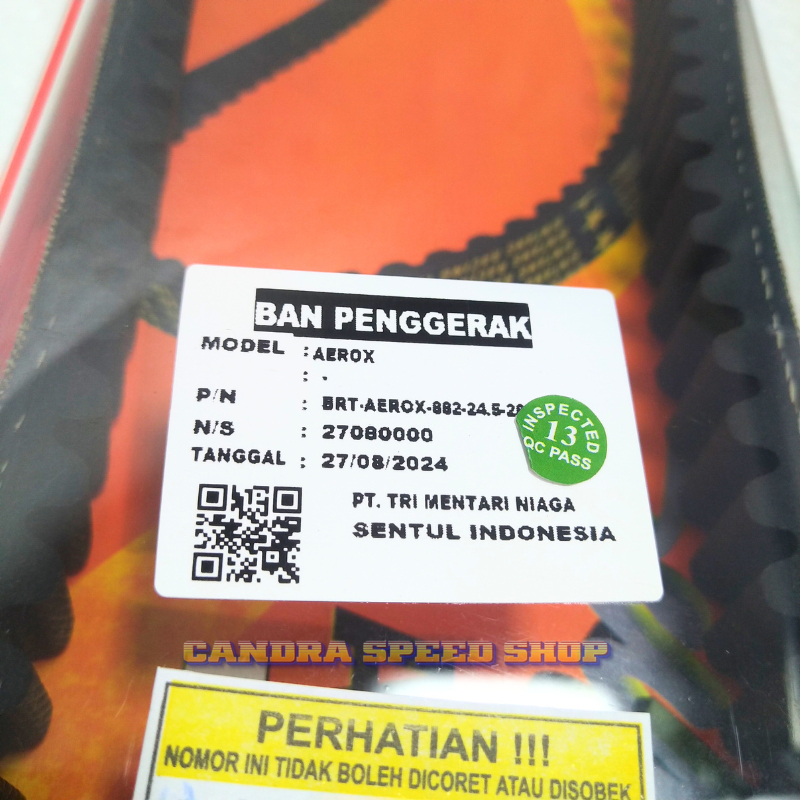 BAN PENGGERAK
MODEL : AEROX
: .
P/N : BRT-AEROX-882-24.5-28
N/S : 27080000
TANGGAL : 27/08/2024
INSPECTED
13
QC PASS
PT. TRI MENTARI NIAGA
SENTUL INDONESIA
CANDRA SPEED SHOP
PERHATIAN !!!
NOMOR INI TIDAK BOLEH DICORET ATAU DISOBEK